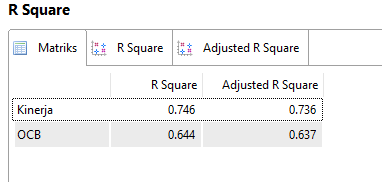 R Square
Matriks R Square Adjusted R Square
R Square Adjusted R Square
Kinerja 0.746 0.736
OCB 0.644 0.637